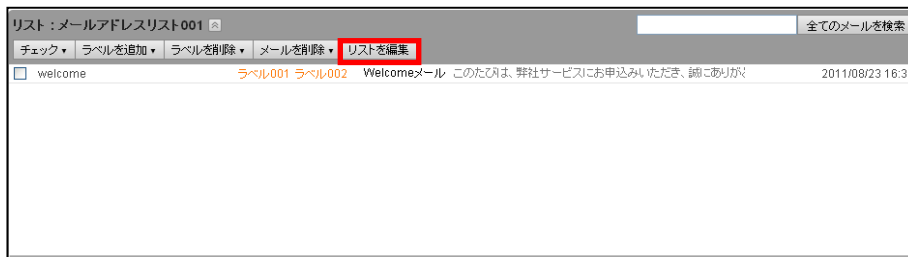 リスト：メールアドレスリスト001 全てのメールを検索
チェック▼ ラベルを追加▼ ラベルを削除▼ メールを削除▼ リストを編集
welcome ラベル001 ラベル002 Welcomeメール このたびは、弊社サービスにお申込みいただき、誠にありが 2011/08/23 16:3